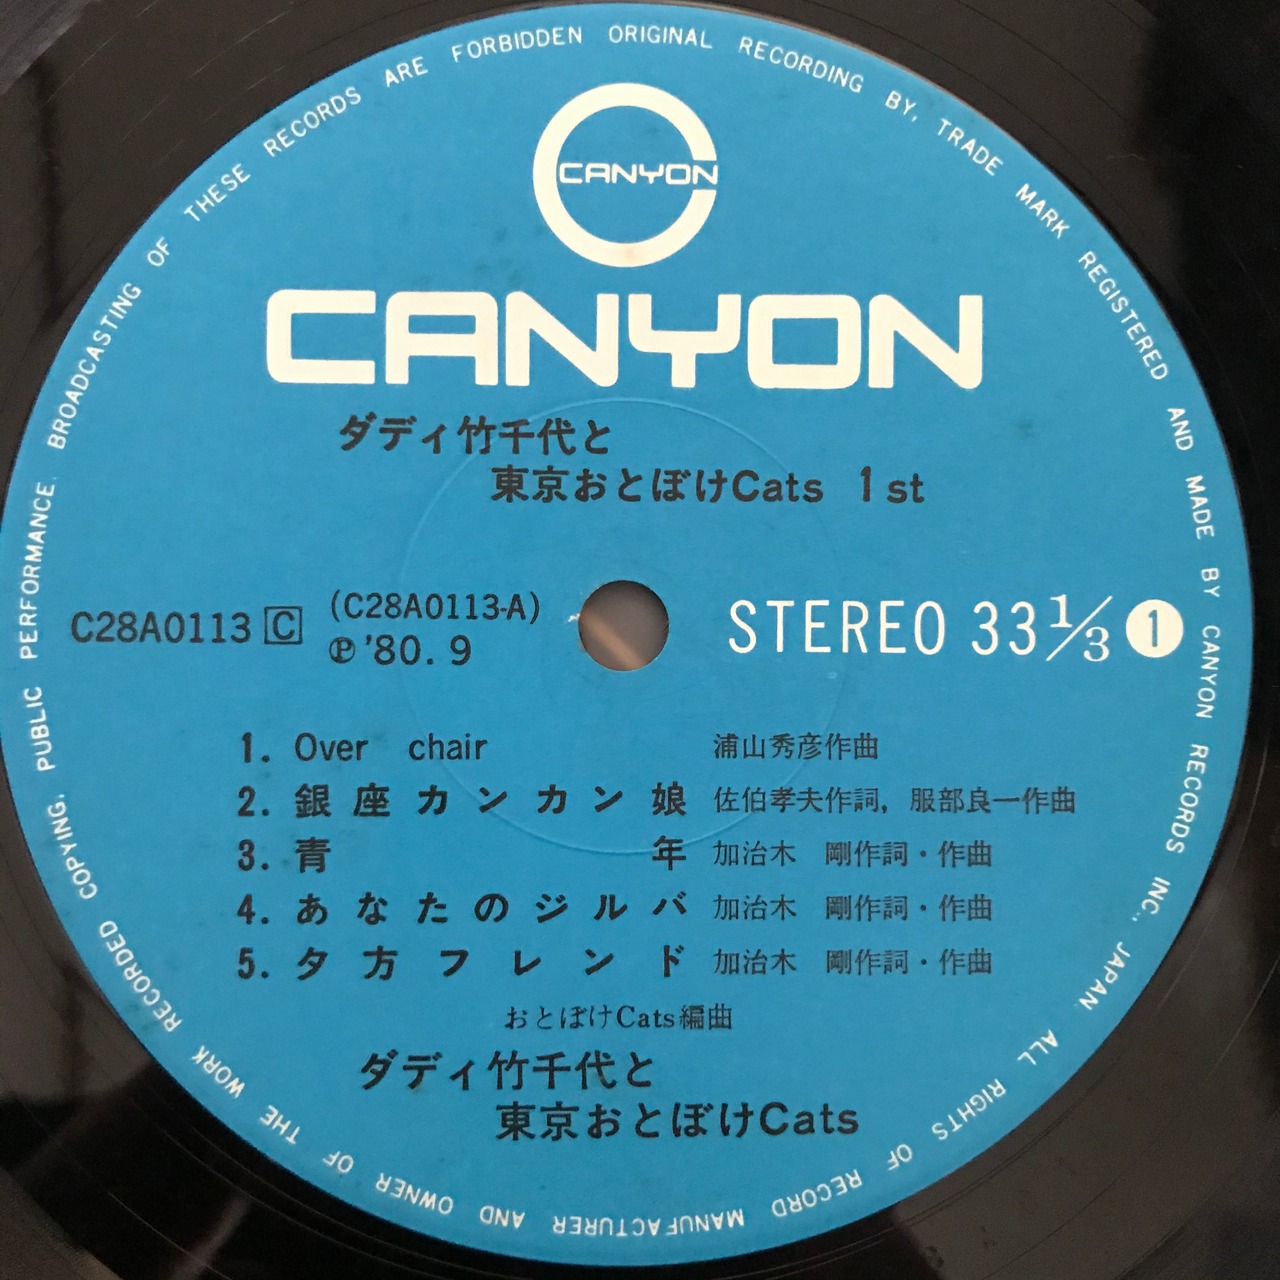 CANYON
CANYON
ダディ竹千代と
東京おとぼけCats 1st
C28A0113 C (C28A0113-A)
℗'80.9
STEREO 33 1/3 1
1. Over chair 浦山秀彦作曲
2. 銀座カンカン娘 佐伯孝夫作詞，服部良一作曲
3. 青年 加治木 剛作詞・作曲
4. あなたのジルバ 加治木 剛作詞・作曲
5. 夕方フレンド 加治木 剛作詞・作曲
おとぼけCats編曲
ダディ竹千代と
東京おとぼけCats
ORIGINAL RECORDING BY, TRADE MARK REGISTERED AND MADE BY CANYON RECORDS INC., JAPAN. ALL RIGHTS OF RECORD MANUFACTURER AND OWNER OF THE WORK RECORDED COPYING, PUBLIC PERFORMANCE. BROADCASTING OF THESE RECORDS ARE FORBIDDEN